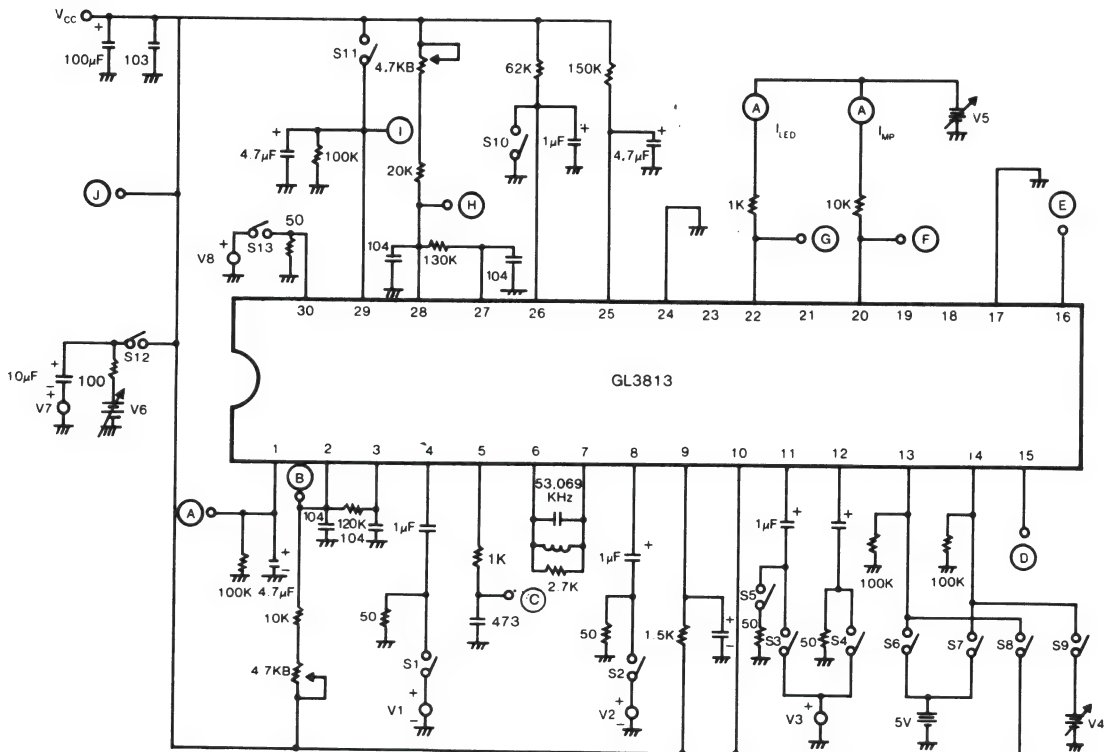 VCC
+
100μF
103
S11
4.7KB
62K
150K
A
A
ILED
IMP
V5
+
4.7μF
100K
I
S10
1μF
+
+
4.7μF
20K
1K
10K
J
H
E
50
S13
+
V8
104
130K
104
G
F
30
29
28
27
26
25
24
23
22
21
20
19
18
17
16
S12
+
10μF
-
+
100
V7
V6
GL3813
1
2
3
4
5
6
7
8
9
10
11
12
13
14
15
B
53,069
KHz
A
104
120K
104
1μF
1μF
+
1μF
+
+
100K
4.7μF
+
-
1K
2.7K
100K
100K
D
C
10K
50
473
50
1.5K
+
-
S5
50
S3
50
S4
S6
S7
S8
S9
4.7KB
S1
S2
V1
+
-
V2
+
-
V3
+
5V
V4